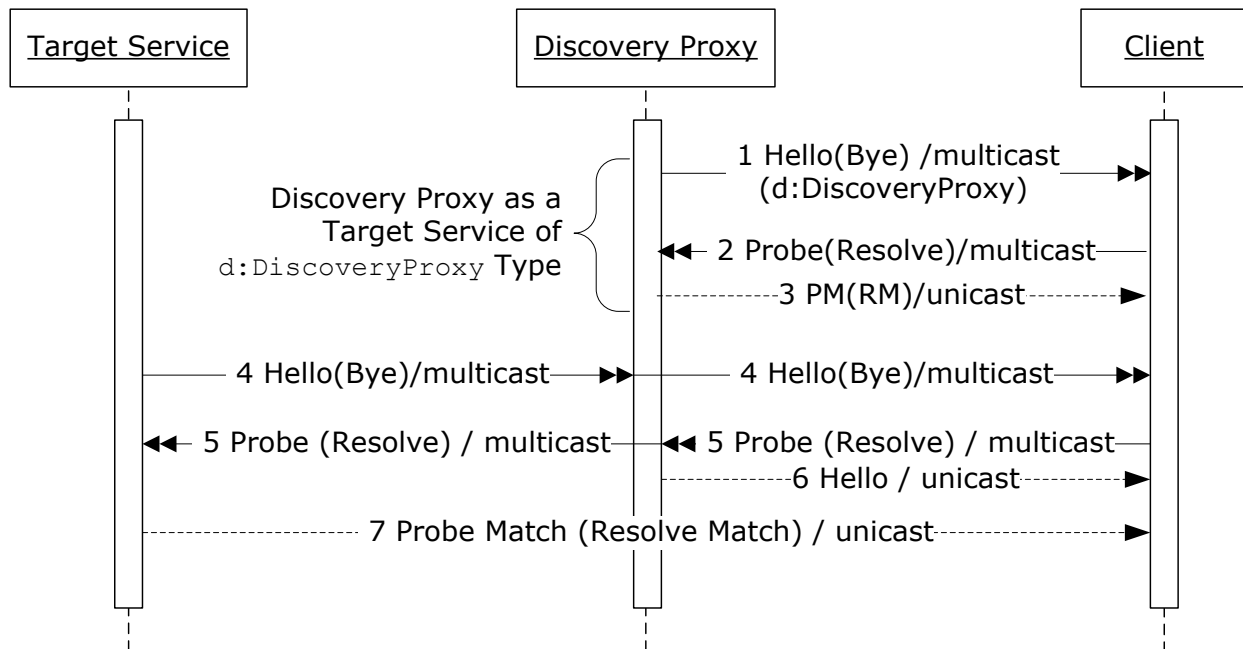 Target Service
Discovery Proxy
Client
1 Hello(Bye) /multicast
(d:DiscoveryProxy)
Discovery Proxy as a
Target Service of
d:DiscoveryProxy Type
2 Probe(Resolve)/multicast
3 PM(RM)/unicast
4 Hello(Bye)/multicast
4 Hello(Bye)/multicast
5 Probe (Resolve) / multicast
5 Probe (Resolve) / multicast
6 Hello / unicast
7 Probe Match (Resolve Match) / unicast